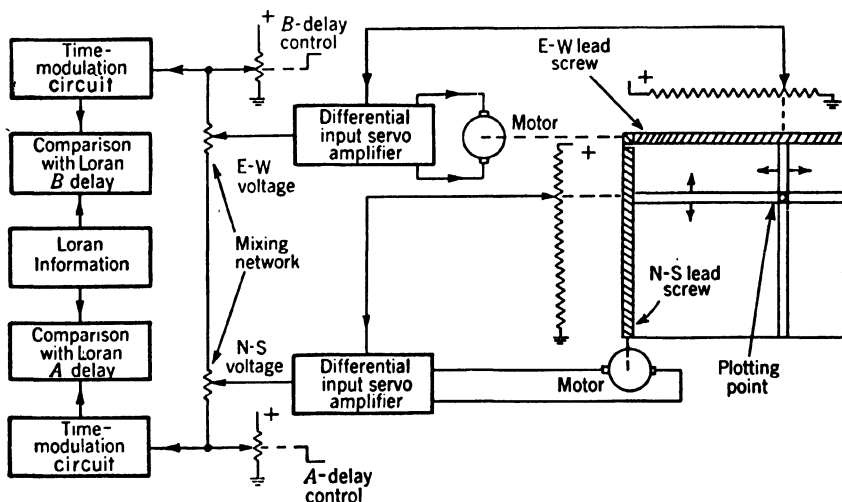 Time-
modulation
circuit
B-delay
control
+
Comparison
with Loran
B delay
Loran
Information
Comparison
with Loran
A delay
Time-
modulation
circuit
E-W
voltage
Mixing
network
N-S
voltage
+
A-delay
control
Differential
input servo
amplifier
Motor
E-W lead
screw
+
+
N-S lead
screw
Differential
input servo
amplifier
Motor
Plotting
point